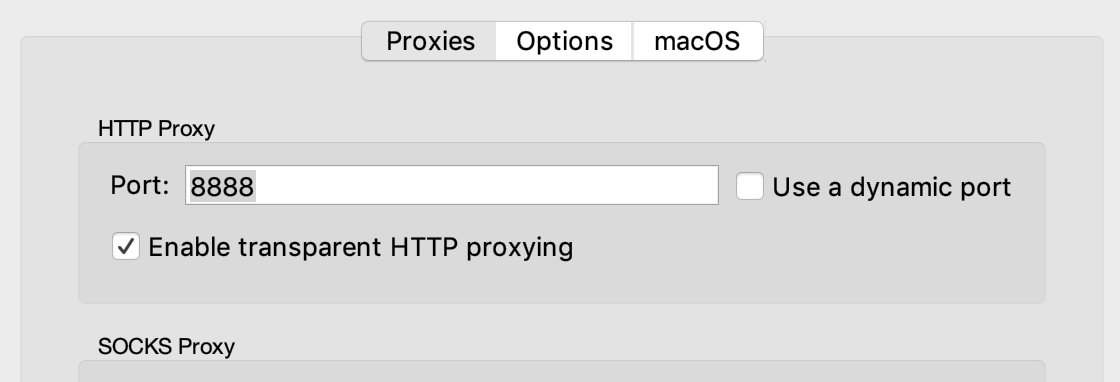 Proxies Options macOS
HTTP Proxy
Port: 8888 Use a dynamic port
Enable transparent HTTP proxying
SOCKS Proxy